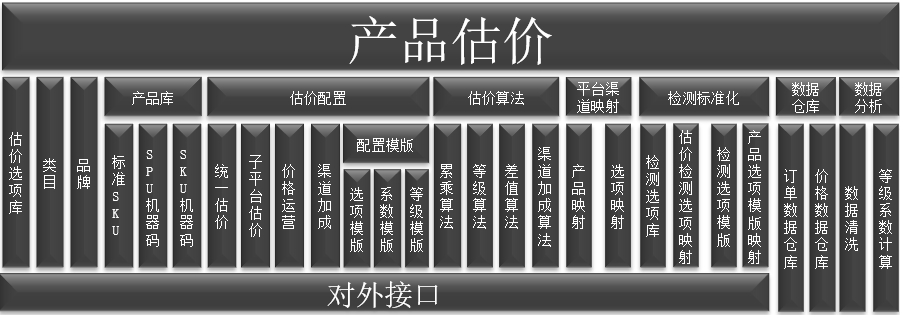 产品估价
估价选项库
类目
品牌
产品库
标准SKU
SPU机器码
SKU机器码
估价配置
统一估价
子平台估价
价格运营
渠道加成
配置模版
选项模版
系数模版
等级模版
估价算法
累乘算法
等级算法
差值算法
渠道加成算法
平台渠
道映射
产品映射
选项映射
检测标准化
检测选项库
估价检测选项映射
检测选项模版
产品选项模版映射
数据
仓库
订单数据仓库
价格数据仓库
数据
分析
数据清洗
等级系数计算
对外接口